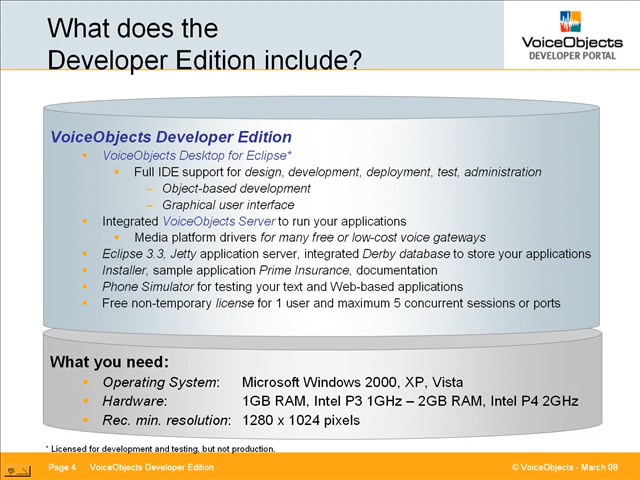 What does the
Developer Edition include?
VoiceObjects
DEVELOPER PORTAL
VoiceObjects Developer Edition
VoiceObjects Desktop for Eclipse*
Full IDE support for design, development, deployment, test, administration
– Object-based development
– Graphical user interface
Integrated VoiceObjects Server to run your applications
Media platform drivers for many free or low-cost voice gateways
Eclipse 3.3, Jetty application server, integrated Derby database to store your applications
Installer, sample application Prime Insurance, documentation
Phone Simulator for testing your text and Web-based applications
Free non-temporary license for 1 user and maximum 5 concurrent sessions or ports
What you need:
Operating System: Microsoft Windows 2000, XP, Vista
Hardware: 1GB RAM, Intel P3 1GHz – 2GB RAM, Intel P4 2GHz
Rec. min. resolution: 1280 x 1024 pixels
* Licensed for development and testing, but not production.
Page 4 VoiceObjects Developer Edition © VoiceObjects - March 08